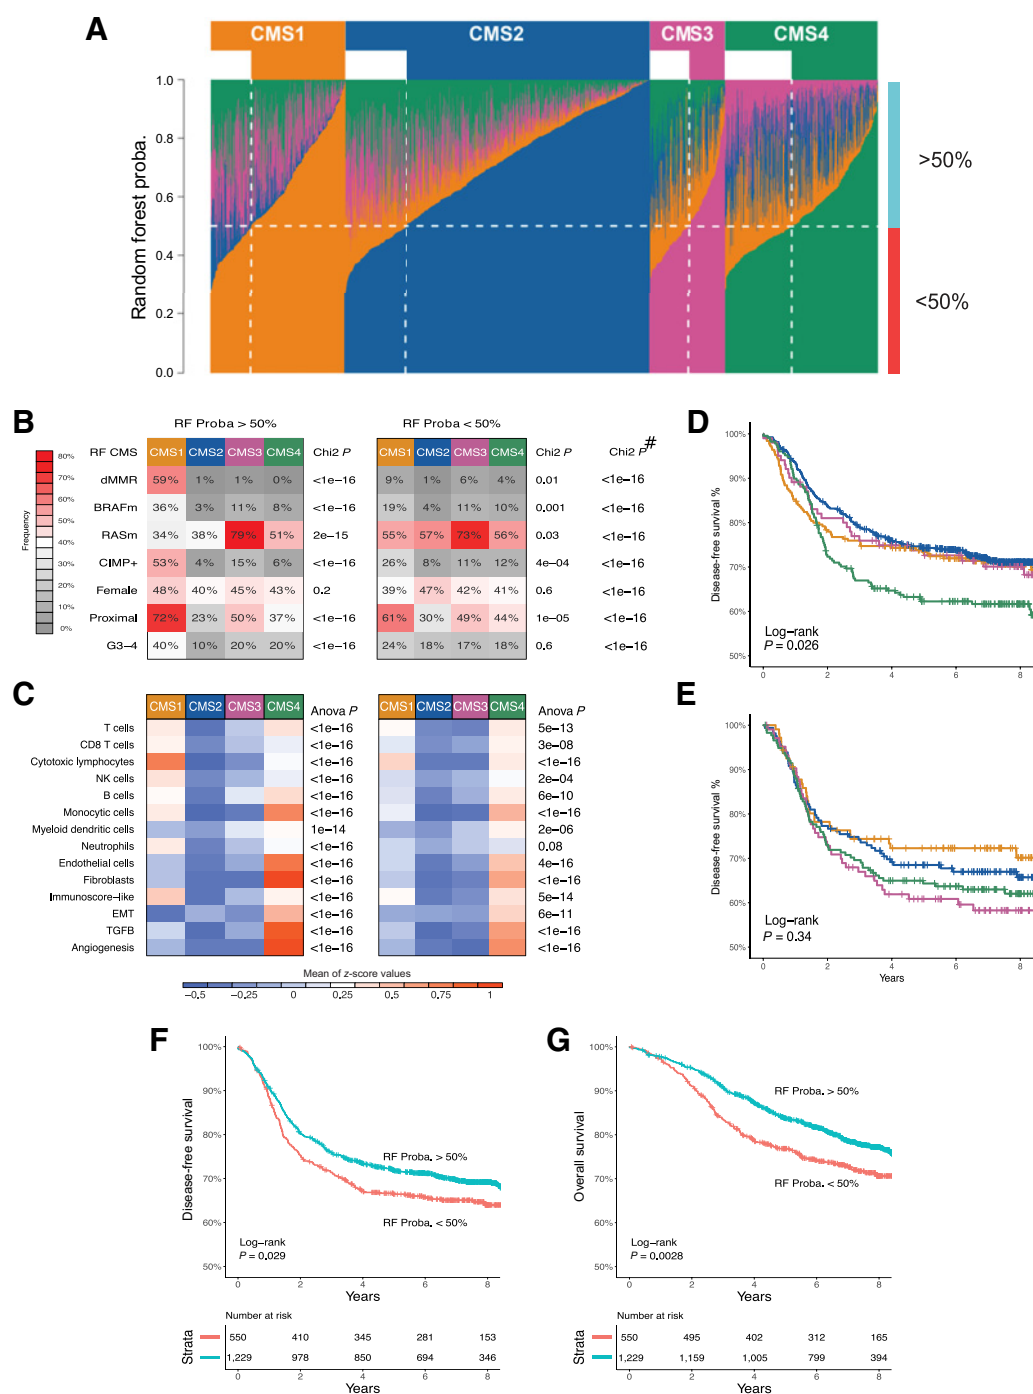 A
CMS1 CMS2 CMS3 CMS4
Random forest proba.
1.0
0.8
0.6
0.4
0.2
0.0
>50%
<50%
B
RF Proba > 50%
RF Proba < 50%
Frequency
80%
70%
60%
50%
40%
30%
20%
10%
0%
RF CMS CMS1 CMS2 CMS3 CMS4 Chi2 P CMS1 CMS2 CMS3 CMS4 Chi2 P Chi2 P#
dMMR 59% 1% 1% 0% <1e−16 9% 1% 6% 4% 0.01 <1e−16
BRAFm 36% 3% 11% 8% <1e−16 19% 4% 11% 10% 0.001 <1e−16
RASm 34% 38% 79% 51% 2e−15 55% 57% 73% 56% 0.03 <1e−16
CIMP+ 53% 4% 15% 6% <1e−16 26% 8% 11% 12% 4e−04 <1e−16
Female 48% 40% 45% 43% 0.2 39% 47% 42% 41% 0.6 <1e−16
Proximal 72% 23% 50% 37% <1e−16 61% 30% 49% 44% 1e−05 <1e−16
G3−4 40% 10% 20% 20% <1e−16 24% 18% 17% 18% 0.6 <1e−16
C
CMS1 CMS2 CMS3 CMS4 Anova P CMS1 CMS2 CMS3 CMS4 Anova P
T cells <1e−16 5e−13
CD8 T cells <1e−16 3e−08
Cytotoxic lymphocytes <1e−16 <1e−16
NK cells <1e−16 2e−04
B cells <1e−16 6e−10
Monocytic cells <1e−16 <1e−16
Myeloid dendritic cells 1e−14 2e−06
Neutrophils <1e−16 0.08
Endothelial cells <1e−16 4e−16
Fibroblasts <1e−16 <1e−16
Immunoscore−like <1e−16 5e−14
EMT <1e−16 6e−11
TGFB <1e−16 <1e−16
Angiogenesis <1e−16 <1e−16
Mean of z-score values
−0.5 −0.25 0 0.25 0.5 0.75 1
D
Disease−free survival %
100%
90%
80%
70%
60%
50%
Log−rank
P = 0.026
0 2 4 6 8
E
Disease−free survival %
100%
90%
80%
70%
60%
50%
Log−rank
P = 0.34
0 2 4 6 8
Years
F
Disease−free survival
100%
90%
80%
70%
60%
50%
RF Proba. > 50%
RF Proba. < 50%
Log−rank
P = 0.029
0 2 4 6 8
Years
Number at risk
Strata
550 410 345 281 153
1,229 978 850 694 346
0 2 4 6 8
Years
G
Overall survival
100%
90%
80%
70%
60%
50%
RF Proba. > 50%
RF Proba. < 50%
Log−rank
P = 0.0028
0 2 4 6 8
Years
Number at risk
Strata
550 495 402 312 165
1,229 1,159 1,005 799 394
0 2 4 6 8
Years